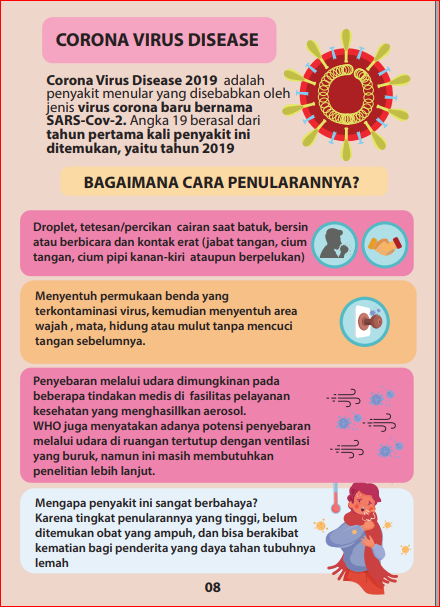 CORONA VIRUS DISEASE
Corona Virus Disease 2019 adalah
penyakit menular yang disebabkan oleh
jenis virus corona baru bernama
SARS-Cov-2. Angka 19 berasal dari
tahun pertama kali penyakit ini
ditemukan, yaitu tahun 2019
BAGAIMANA CARA PENULARANNYA?
Droplet, tetesan/percikan cairan saat batuk, bersin
atau berbicara dan kontak erat (jabat tangan, cium
tangan, cium pipi kanan-kiri ataupun berpelukan)
Menyentuh permukaan benda yang
terkontaminasi virus, kemudian menyentuh area
wajah , mata, hidung atau mulut tanpa mencuci
tangan sebelumnya.
Penyebaran melalui udara dimungkinan pada
beberapa tindakan medis di fasilitas pelayanan
kesehatan yang menghasillkan aerosol.
WHO juga menyatakan adanya potensi penyebaran
melalui udara di ruangan tertutup dengan ventilasi
yang buruk, namun ini masih membutuhkan
penelitian lebih lanjut.
Mengapa penyakit ini sangat berbahaya?
Karena tingkat penularannya yang tinggi, belum
ditemukan obat yang ampuh, dan bisa berakibat
kematian bagi penderita yang daya tahan tubuhnya
lemah
08